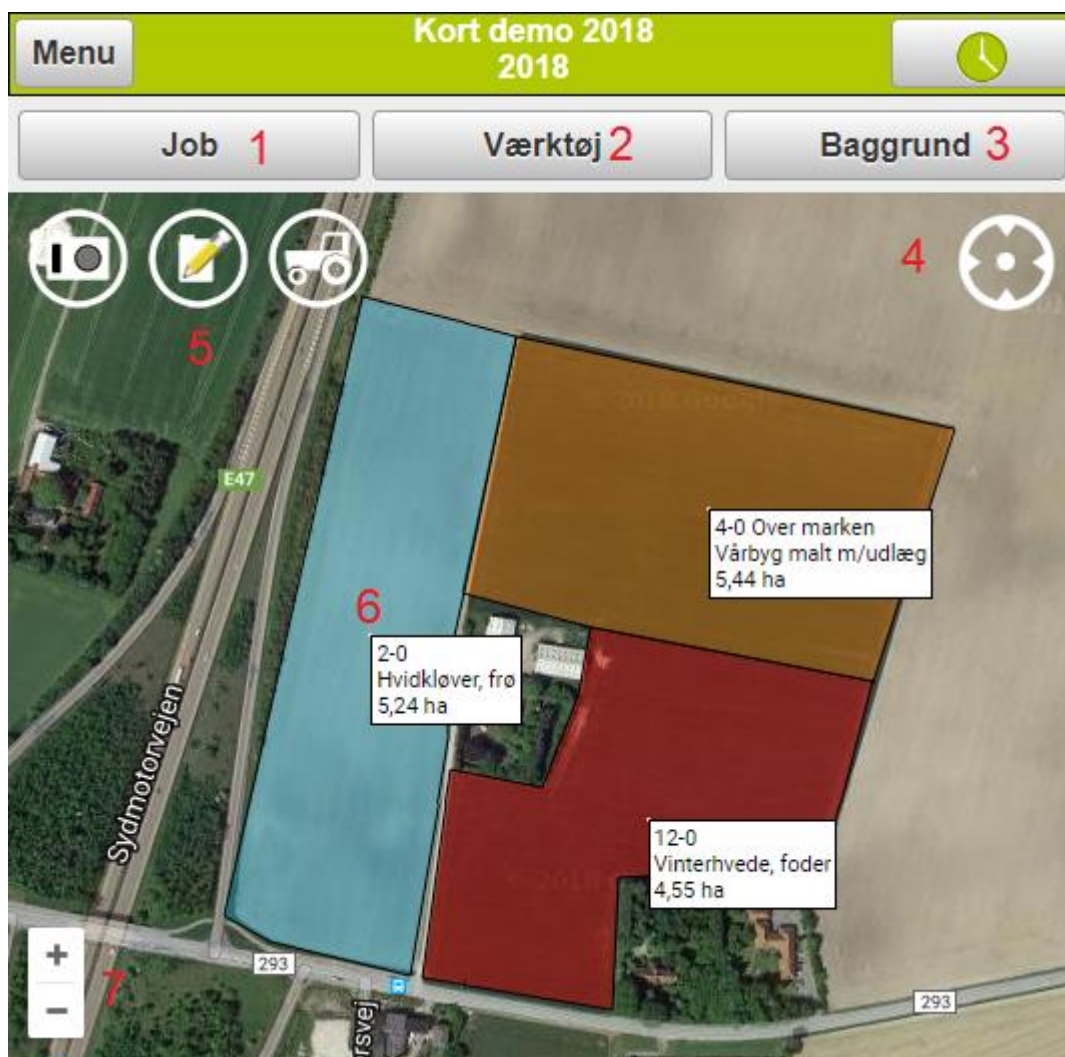 Menu
Kort demo 2018
2018
Job 1
Værktøj 2
Baggrund 3
4
5
E47
4-0 Over marken
Vårbyg malt m/udlæg
5,44 ha
6
2-0
Hvidkløver, frø
5,24 ha
Sydmotorvejen
12-0
Vinterhvede, foder
4,55 ha
+
7
−
293
293
rsvej